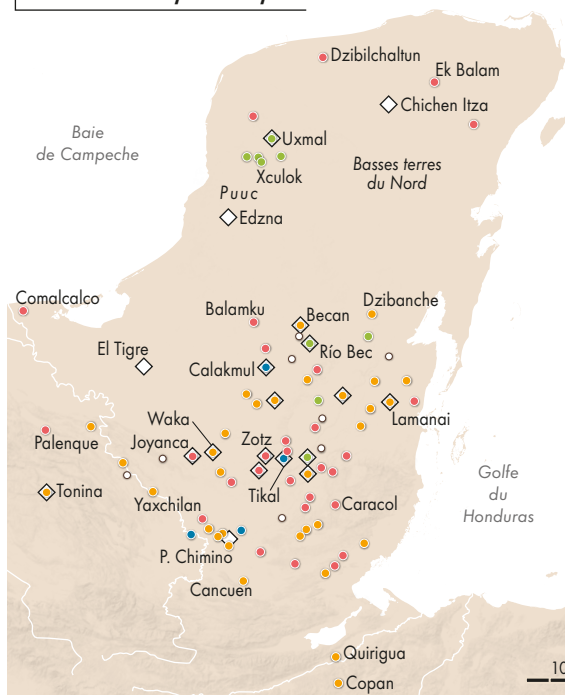 Dzibilchaltun
Ek Balam
Chichen Itza
Baie
de Campeche
Uxmal
Basses terres
du Nord
Xculok
Puuc
Edzna
Comalcalco
Balamku
Dzibanche
Becan
El Tigre
Río Bec
Calakmul
Waka
Lamanai
Palenque
Joyanca
Zotz
Tonina
Yaxchilan
Tikal
Caracol
Golfe
du
Honduras
P. Chimino
Cancuen
Quirigua
10
Copan